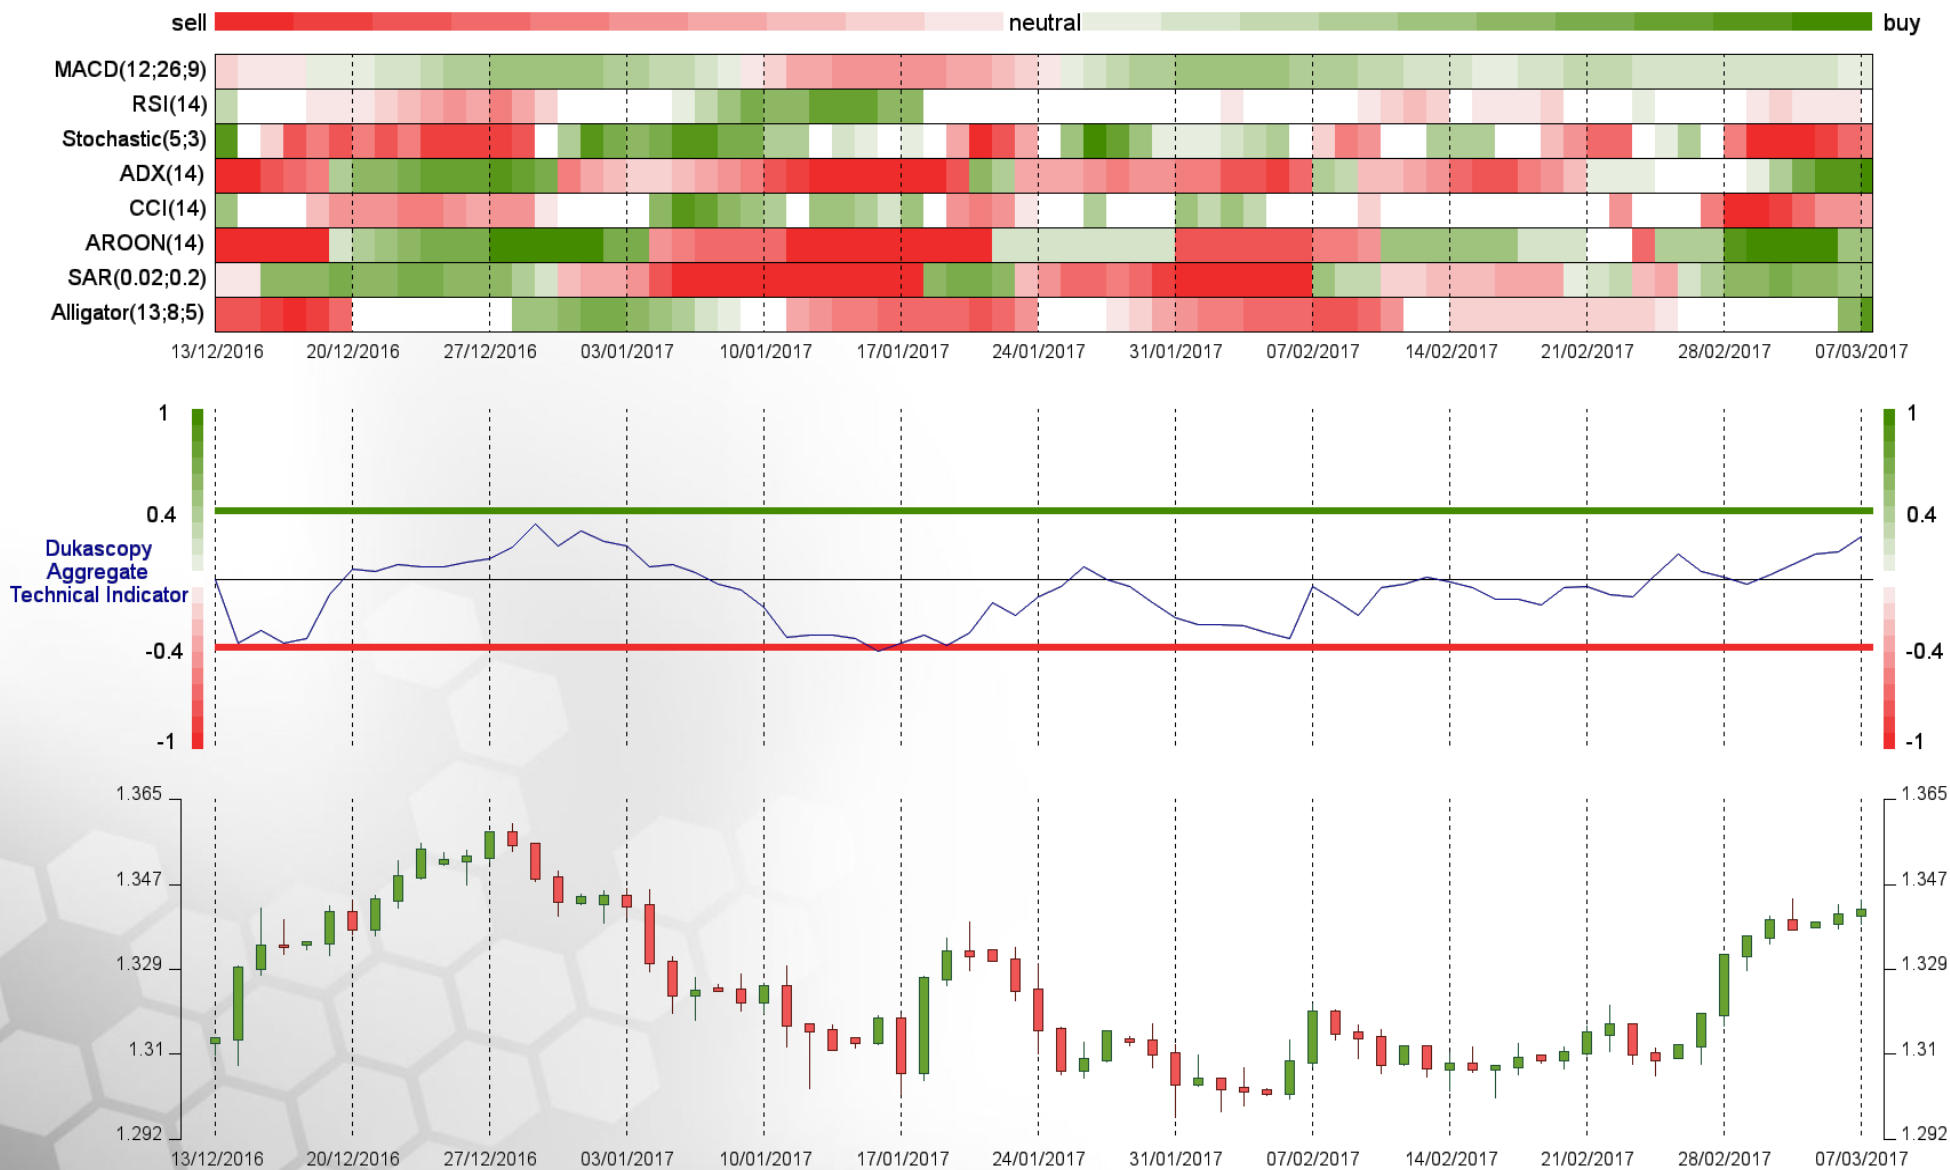 sell neutral buy
MACD(12;26;9)
RSI(14)
Stochastic(5;3)
ADX(14)
CCI(14)
AROON(14)
SAR(0.02;0.2)
Alligator(13;8;5)
13/12/2016 20/12/2016 27/12/2016 03/01/2017 10/01/2017 17/01/2017 24/01/2017 31/01/2017 07/02/2017 14/02/2017 21/02/2017 28/02/2017 07/03/2017
1 1
0.4 0.4
Dukascopy
Aggregate
Technical Indicator
-0.4 -0.4
-1 -1
1.365 1.365
1.347 1.347
1.329 1.329
1.31 1.31
1.292 1.292
13/12/2016 20/12/2016 27/12/2016 03/01/2017 10/01/2017 17/01/2017 24/01/2017 31/01/2017 07/02/2017 14/02/2017 21/02/2017 28/02/2017 07/03/2017